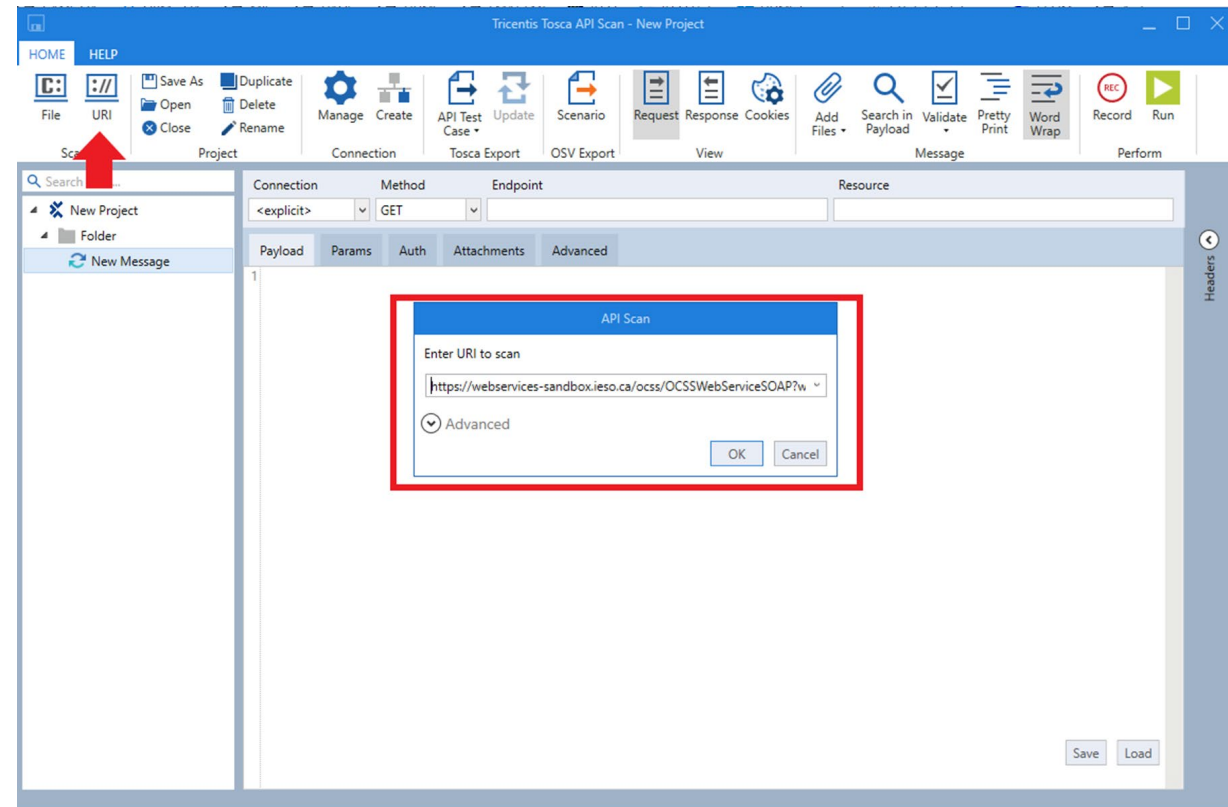 Tricentis Tosca API Scan - New Project
HOME HELP
C: ://
Save As Duplicate
Open Delete
Close Rename
File URI Manage Create API Test Case Update Scenario Request Response Cookies Add Files Search in Payload Validate Pretty Print Word Wrap REC Record Run
Project Connection Tosca Export OSV Export View Message Perform
Search
Connection Method Endpoint Resource
New Project
<explicit> GET
Folder
New Message
Payload Params Auth Attachments Advanced
Headers
1
API Scan
Enter URI to scan
https://webservices-sandbox.ieso.ca/ocss/OCSSWebServiceSOAP?w
Advanced
OK Cancel
Save Load